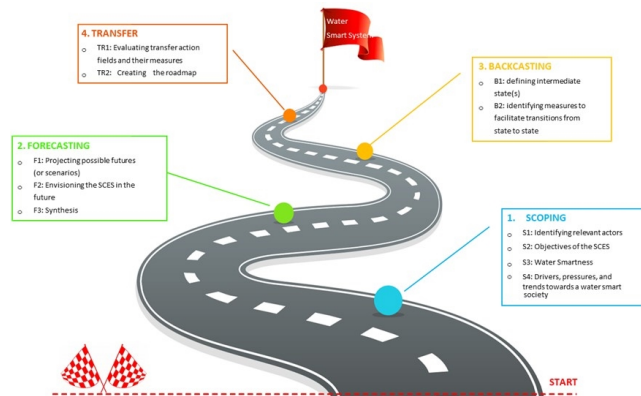 Water
Smart System
4. TRANSFER
o TR1: Evaluating transfer action
fields and their measures
o TR2: Creating the roadmap
3. BACKCASTING
o B1: defining intermediate
state(s)
o B2: identifying measures to
facilitate transitions from
state to state
2. FORECASTING
o F1: Projecting possible futures
(or scenarios)
o F2: Envisioning the SCES in the
future
o F3: Synthesis
1. SCOPING
o S1: Identifying relevant actors
o S2: Objectives of the SCES
o S3: Water Smartness
o S4: Drivers, pressures, and
trends towards a water smart
society
START